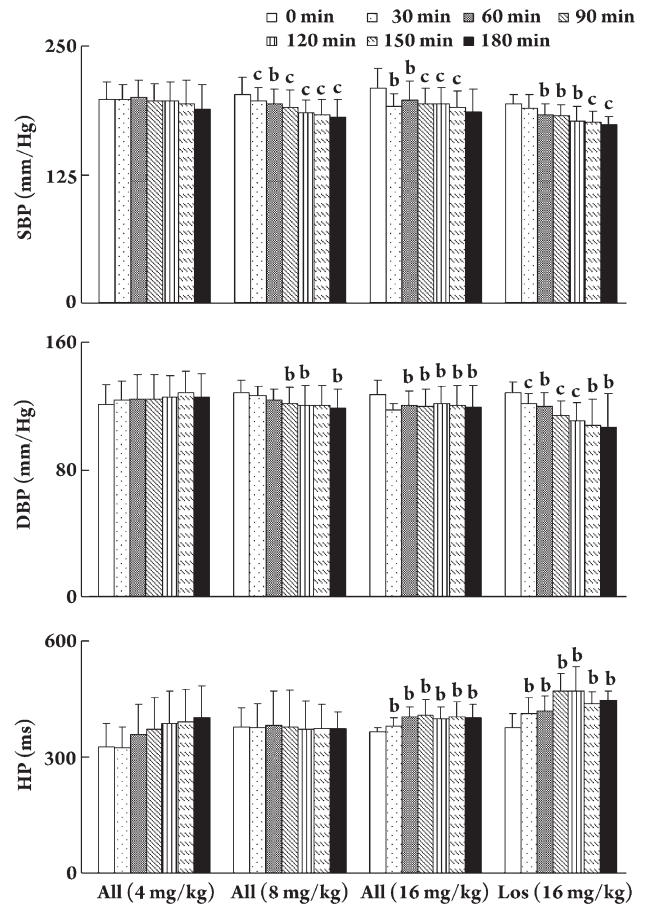 0 min 30 min 60 min 90 min
120 min 150 min 180 min
250
125
0
SBP (mm/Hg)
c b c c c c
b b c c c
b b b c c
160
80
0
DBP (mm/Hg)
b b b
b b b b b
c b c c b b
600
300
0
HP (ms)
b b b b b b
b b b b b b
All (4 mg/kg) All (8 mg/kg) All (16 mg/kg) Los (16 mg/kg)